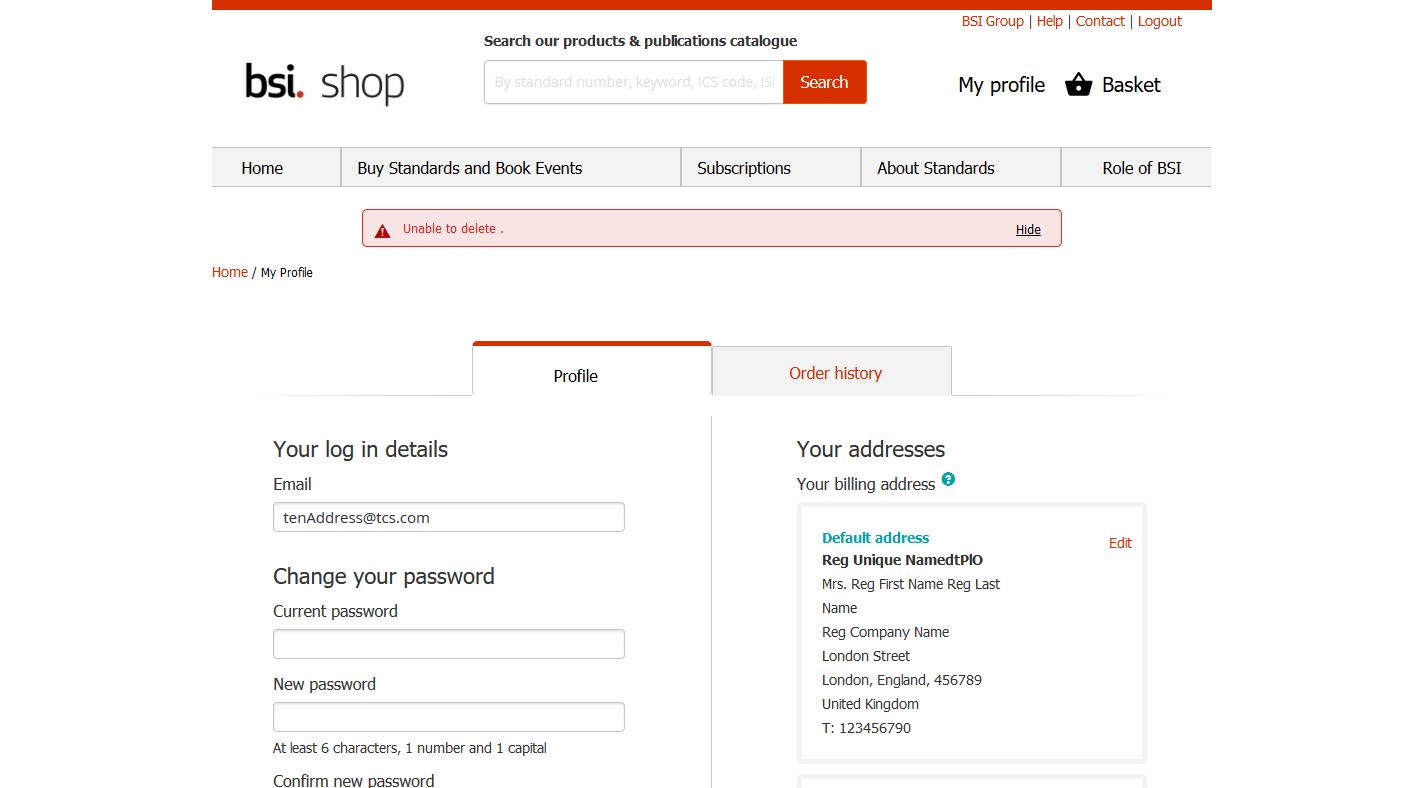 BSI Group | Help | Contact | Logout
Search our products & publications catalogue
bsi. shop
By standard number, keyword, ICS code, ISI
Search
My profile
Basket
Home
Buy Standards and Book Events
Subscriptions
About Standards
Role of BSI
Unable to delete .
Hide
Home / My Profile
Profile
Order history
Your log in details
Email
tenAddress@tcs.com
Change your password
Current password
New password
At least 6 characters, 1 number and 1 capital
Confirm new password
Your addresses
Your billing address ?
Default address
Edit
Reg Unique NamedtPlO
Mrs. Reg First Name Reg Last
Name
Reg Company Name
London Street
London, England, 456789
United Kingdom
T: 123456790